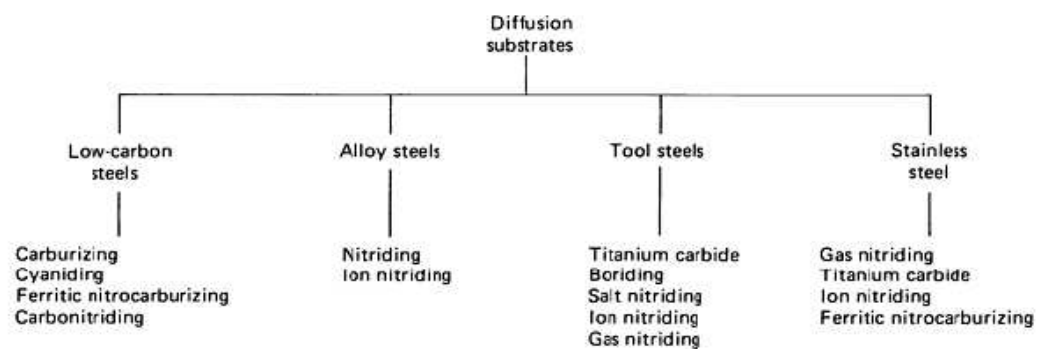 Diffusion
substrates
Low-carbon
steels
Alloy steels
Tool steels
Stainless
steel
Carburizing
Cyaniding
Ferritic nitrocarburizing
Carbonitriding
Nitriding
Ion nitriding
Titanium carbide
Boriding
Salt nitriding
Ion nitriding
Gas nitriding
Gas nitriding
Titanium carbide
Ion nitriding
Ferritic nitrocarburizing